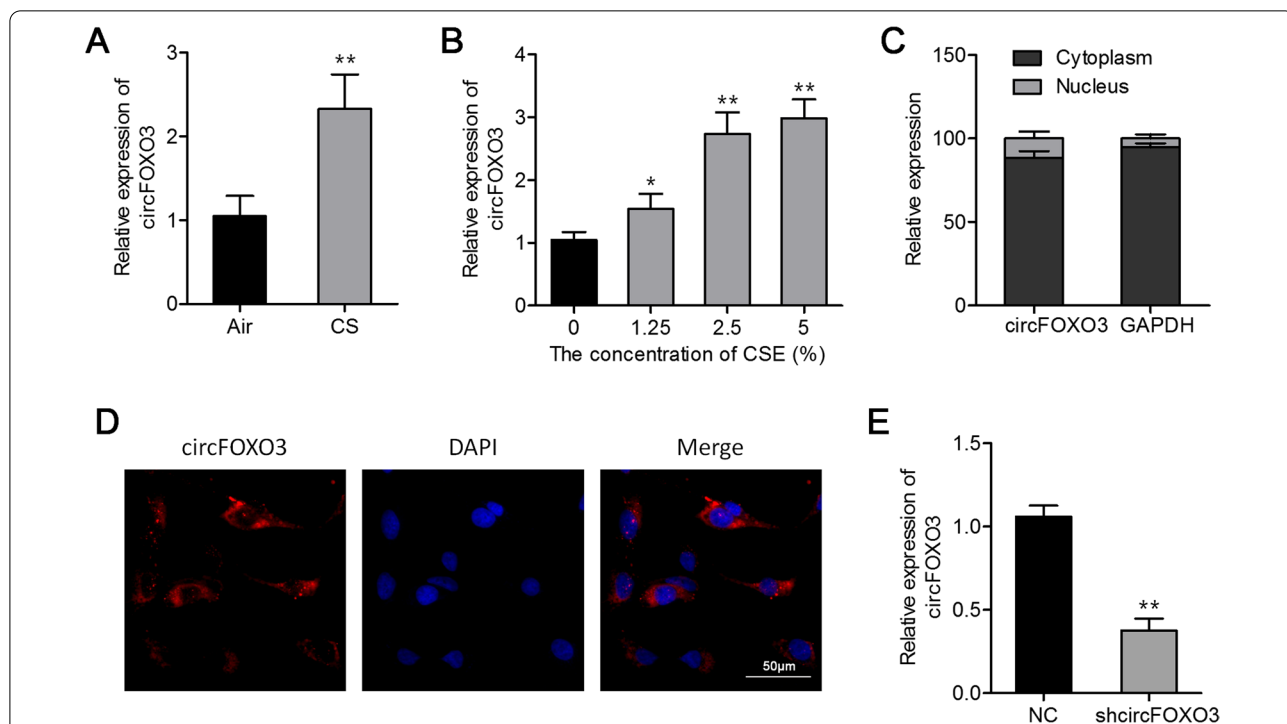 A
Relative expression of
circFOXO3
3
2
1
0
**
Air
CS
B
Relative expression of
circFOXO3
4
3
2
1
0
*
**
**
0
1.25
2.5
5
The concentration of CSE (%)
C
Relative expression
150
100
50
0
Cytoplasm
Nucleus
circFOXO3
GAPDH
D
circFOXO3
DAPI
Merge
50μm
E
Relative expression of
circFOXO3
1.5
1.0
0.5
0.0
**
NC
shcircFOXO3